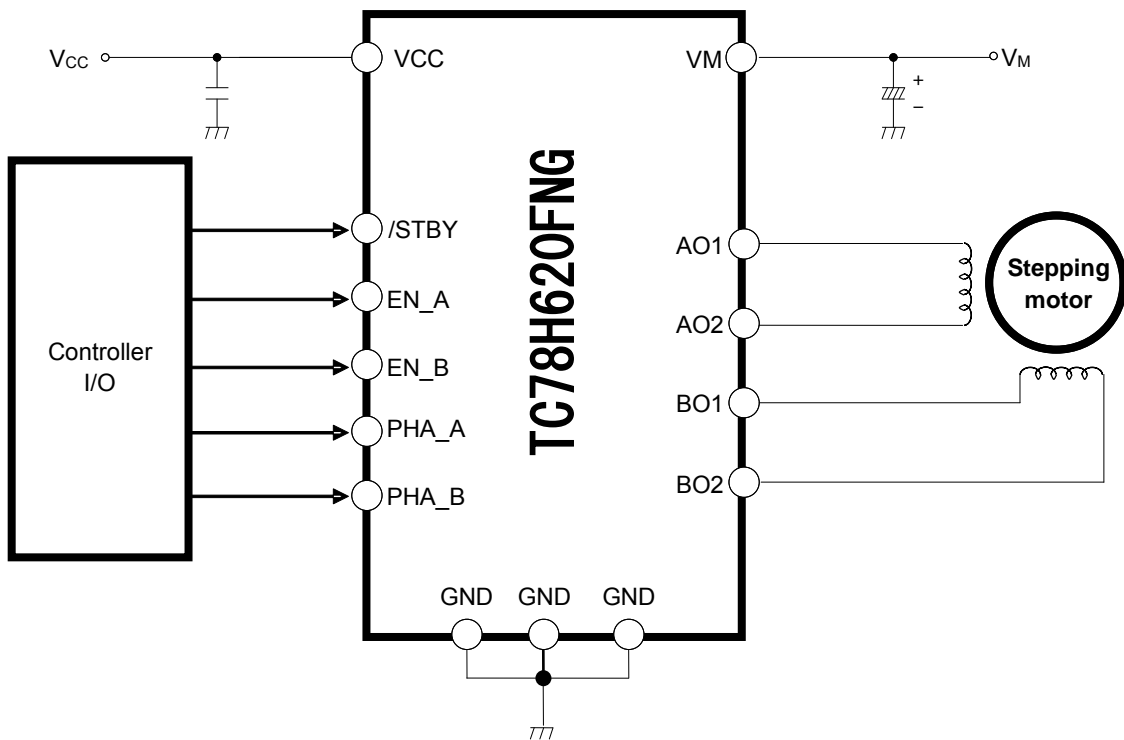 VCC
VCC
VM
+
−
VM
Controller
I/O
/STBY
EN_A
EN_B
PHA_A
PHA_B
TC78H620FNG
AO1
AO2
BO1
BO2
Stepping
motor
GND GND GND